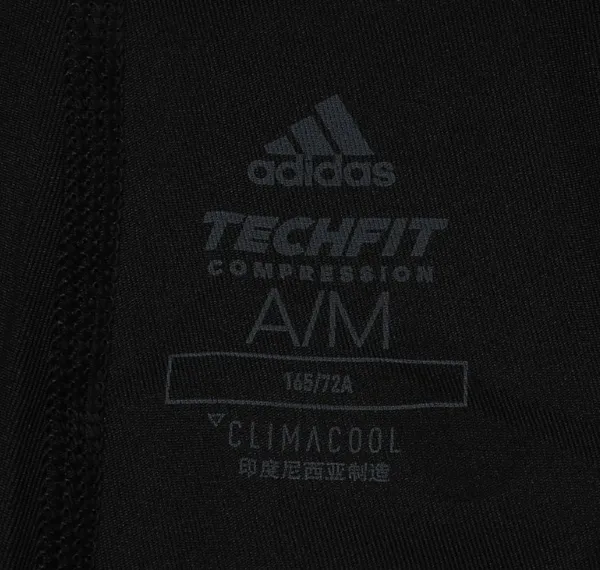 adidas
TECHFIT
COMPRESSION
A/M
165/72A
CLIMACOOL
印度尼西亚制造